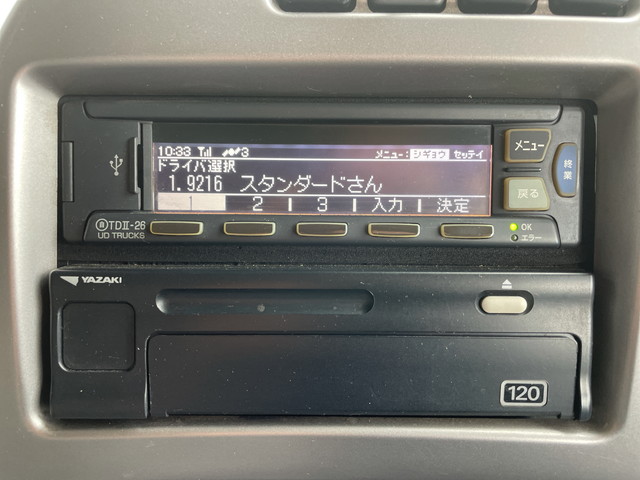 10:33 3 メニュー: シギョウ セッテイ
ドライバ選択
1.9216 スタンダードさん
1 2 3 入力 決定
メニュー
戻る
終業
TDII-26
UD TRUCKS
OK
エラー
YAZAKI
120